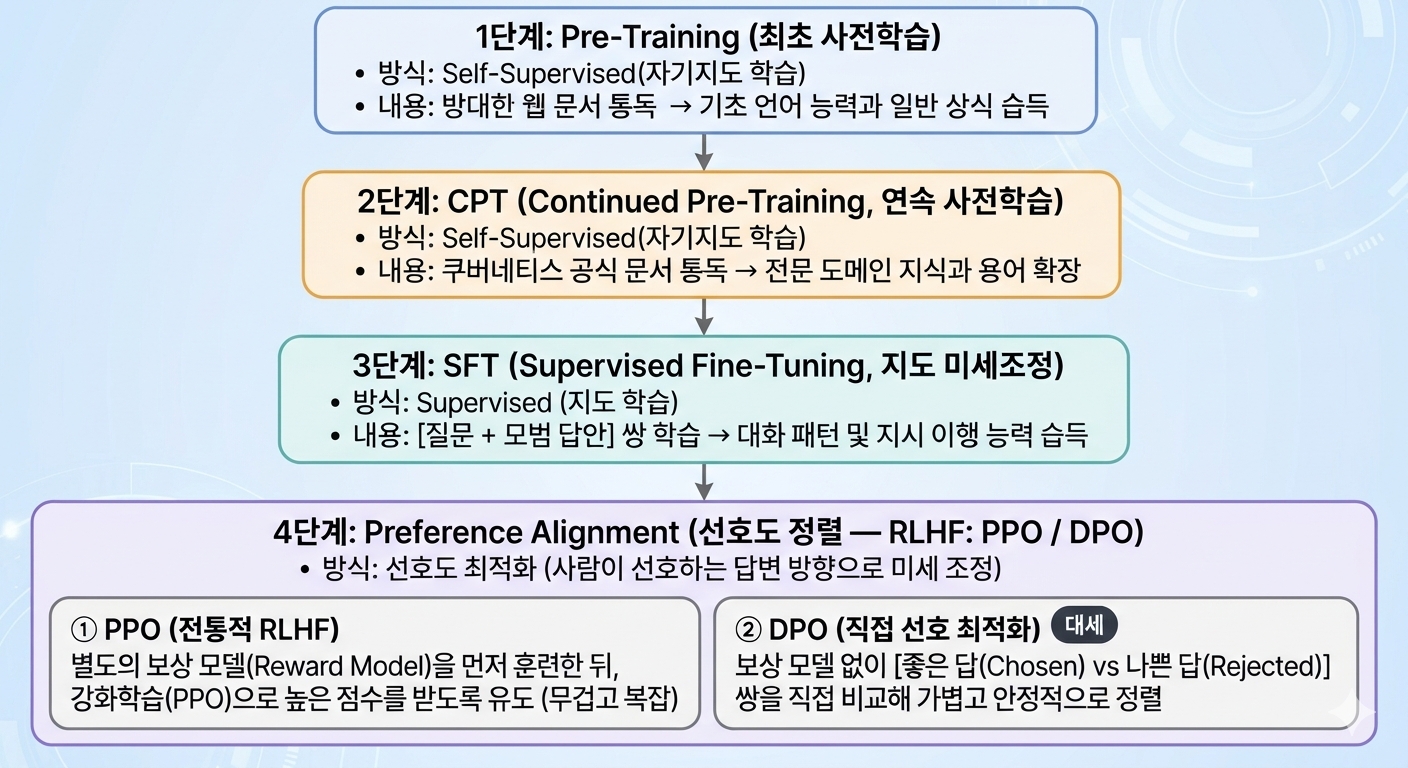 1단계: Pre-Training (최초 사전학습)
• 방식: Self-Supervised(자기지도 학습)
• 내용: 방대한 웹 문서 통독 → 기초 언어 능력과 일반 상식 습득
2단계: CPT (Continued Pre-Training, 연속 사전학습)
• 방식: Self-Supervised(자기지도 학습)
• 내용: 쿠버네티스 공식 문서 통독 → 전문 도메인 지식과 용어 확장
3단계: SFT (Supervised Fine-Tuning, 지도 미세조정)
• 방식: Supervised (지도 학습)
• 내용: [질문 + 모범 답안] 쌍 학습 → 대화 패턴 및 지시 이행 능력 습득
4단계: Preference Alignment (선호도 정렬 — RLHF: PPO / DPO)
• 방식: 선호도 최적화 (사람이 선호하는 답변 방향으로 미세 조정)
① PPO (전통적 RLHF)
별도의 보상 모델(Reward Model)을 먼저 훈련한 뒤,
강화학습(PPO)으로 높은 점수를 받도록 유도 (무겁고 복잡)
② DPO (직접 선호 최적화) 대세
보상 모델 없이 [좋은 답(Chosen) vs 나쁜 답(Rejected)]
쌍을 직접 비교해 가볍고 안정적으로 정렬